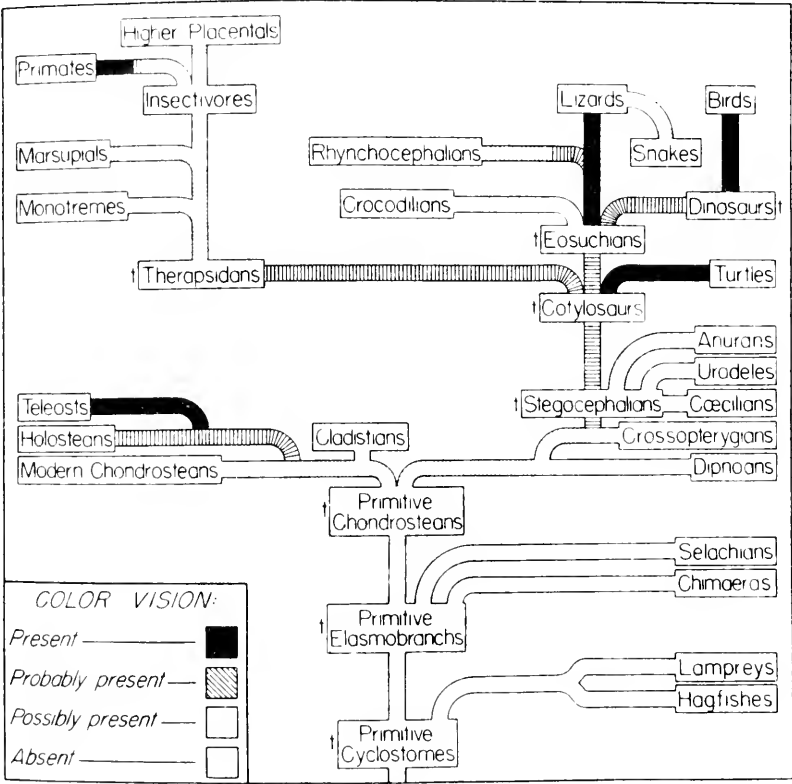 Higher Placentals
Primates
Insectivores
Lizards
Birds
Marsupials
Rhynchocephalians
Snakes
Monotremes
Crocodilians
Dinosaurs†
†Eosuchians
†Therapsidans
Turtles
†Cotylosaurs
Anurans
Urodeles
Teleosts
†Stegocephalians
Cœcilians
Holosteans
Cladistians
Crossopterygians
Modern Chondrosteans
Dipnoans
†Primitive
Chondrosteans
Selachians
Chimaeras
COLOR VISION:
†Primitive
Elasmobranchs
Present
Probably present
Lampreys
Possibly present
Hagfishes
†Primitive
Cyclostomes
Absent